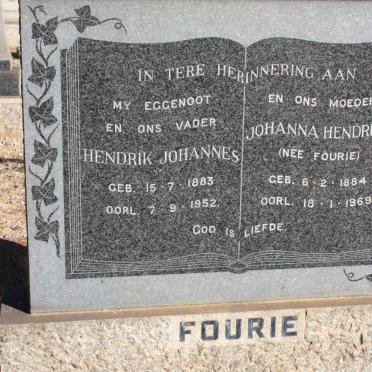 IN TERE HERINNERING AAN
MY EGGENOOT
EN ONS VADER
HENDRIK JOHANNES
GEB. 15·7·1883
OORL. 7·9·1952.
EN ONS MOEDER
JOHANNA HENDRI
(NEE FOURIE)
GEB. 6·2·1884
OORL. 18·1·1969
GOD IS LIEFDE.
FOURIE